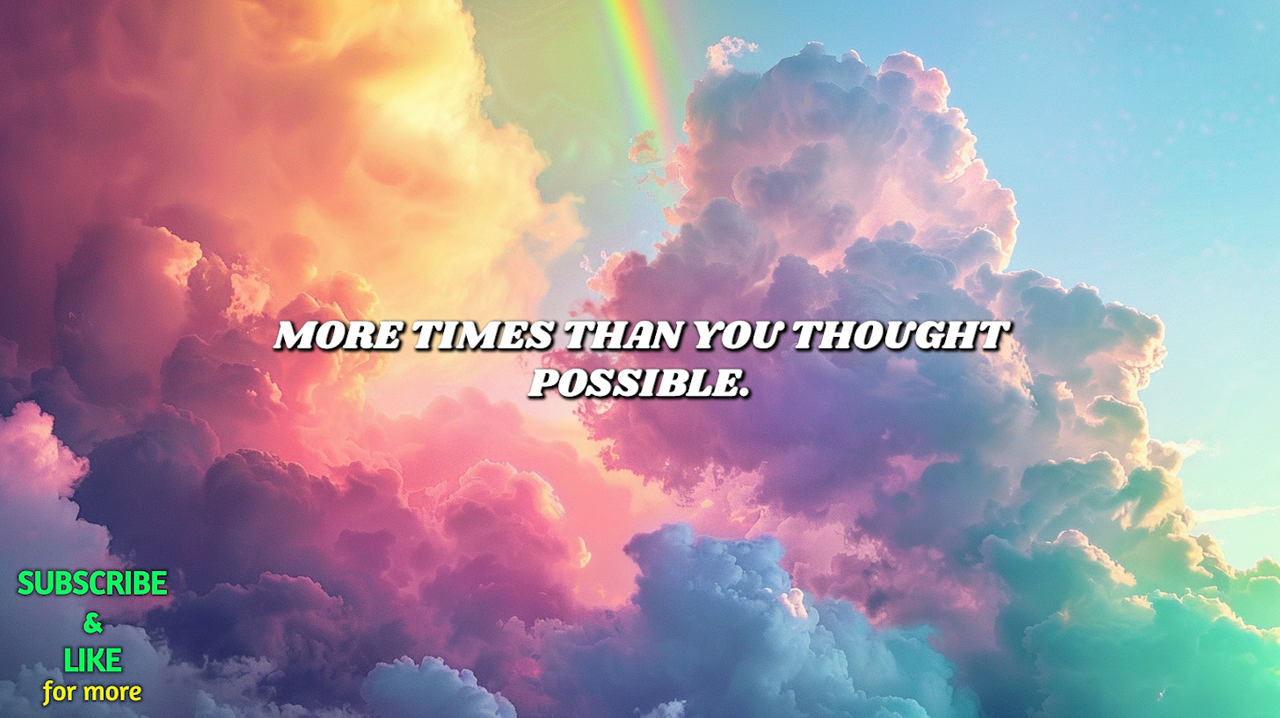 MORE TIMES THAN YOU THOUGHT
POSSIBLE.
SUBSCRIBE
&
LIKE
for more